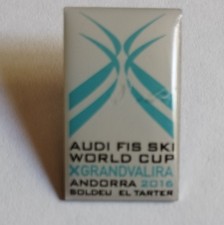 AUDI FIS SKI
WORLD CUP
XGRANDVALIRA
ANDORRA 2016
SOLDEU EL TARTER